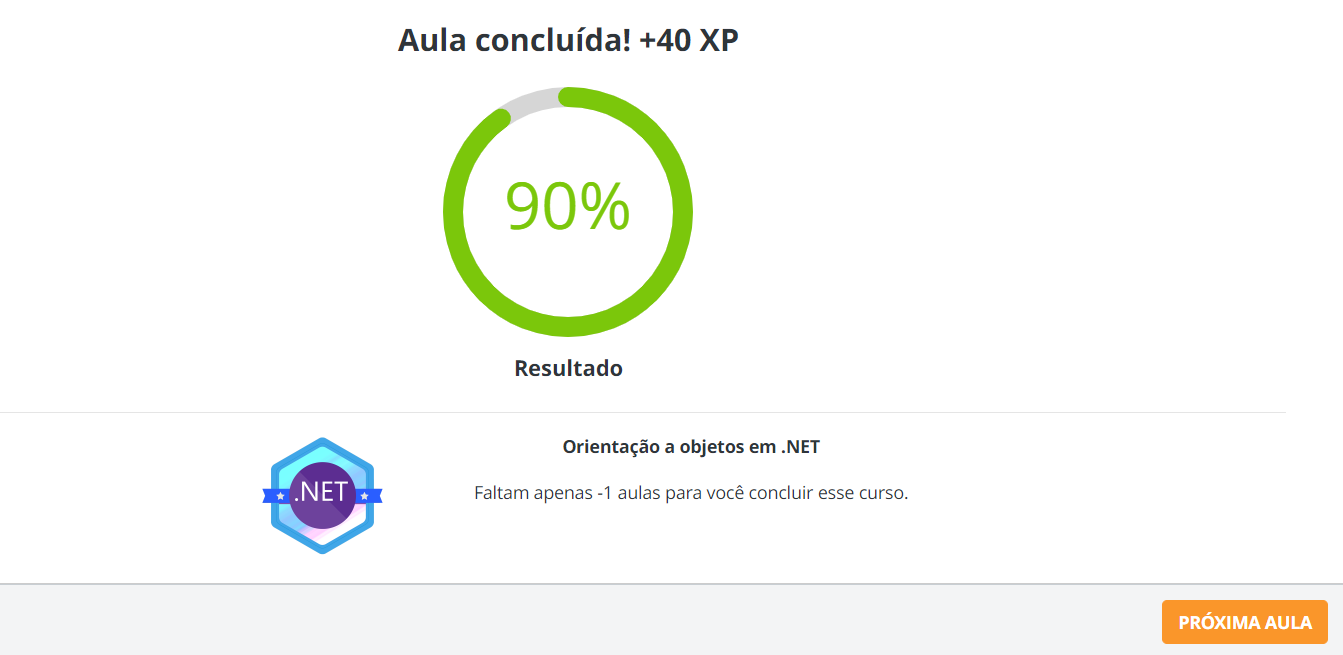 Aula concluída! +40 XP
90%
Resultado
Orientação a objetos em .NET
.NET
Faltam apenas -1 aulas para você concluir esse curso.
PRÓXIMA AULA